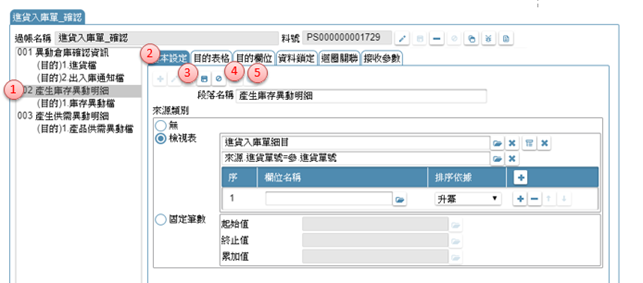 進貨入庫單_確認
過帳名稱 進貨入庫單_確認 料號 PS000000001729
001 異動倉庫確認資訊
(目的)1.進貨檔
(目的)2.出入庫通知檔
1 02 產生庫存異動明細
(目的)1.庫存異動檔
003 產生供需異動明細
(目的)1.產品供需異動檔
2 本設定 目的表格 目的欄位 資料鎖定 迴圈關聯 接收參數
3 4 5
段落名稱 產生庫存異動明細
來源類別
無
檢視表
進貨入庫單細目
來源.進貨單號=參.進貨單號
序 欄位名稱 排序依據
1 升冪
固定筆數
起始值
終止值
累加值